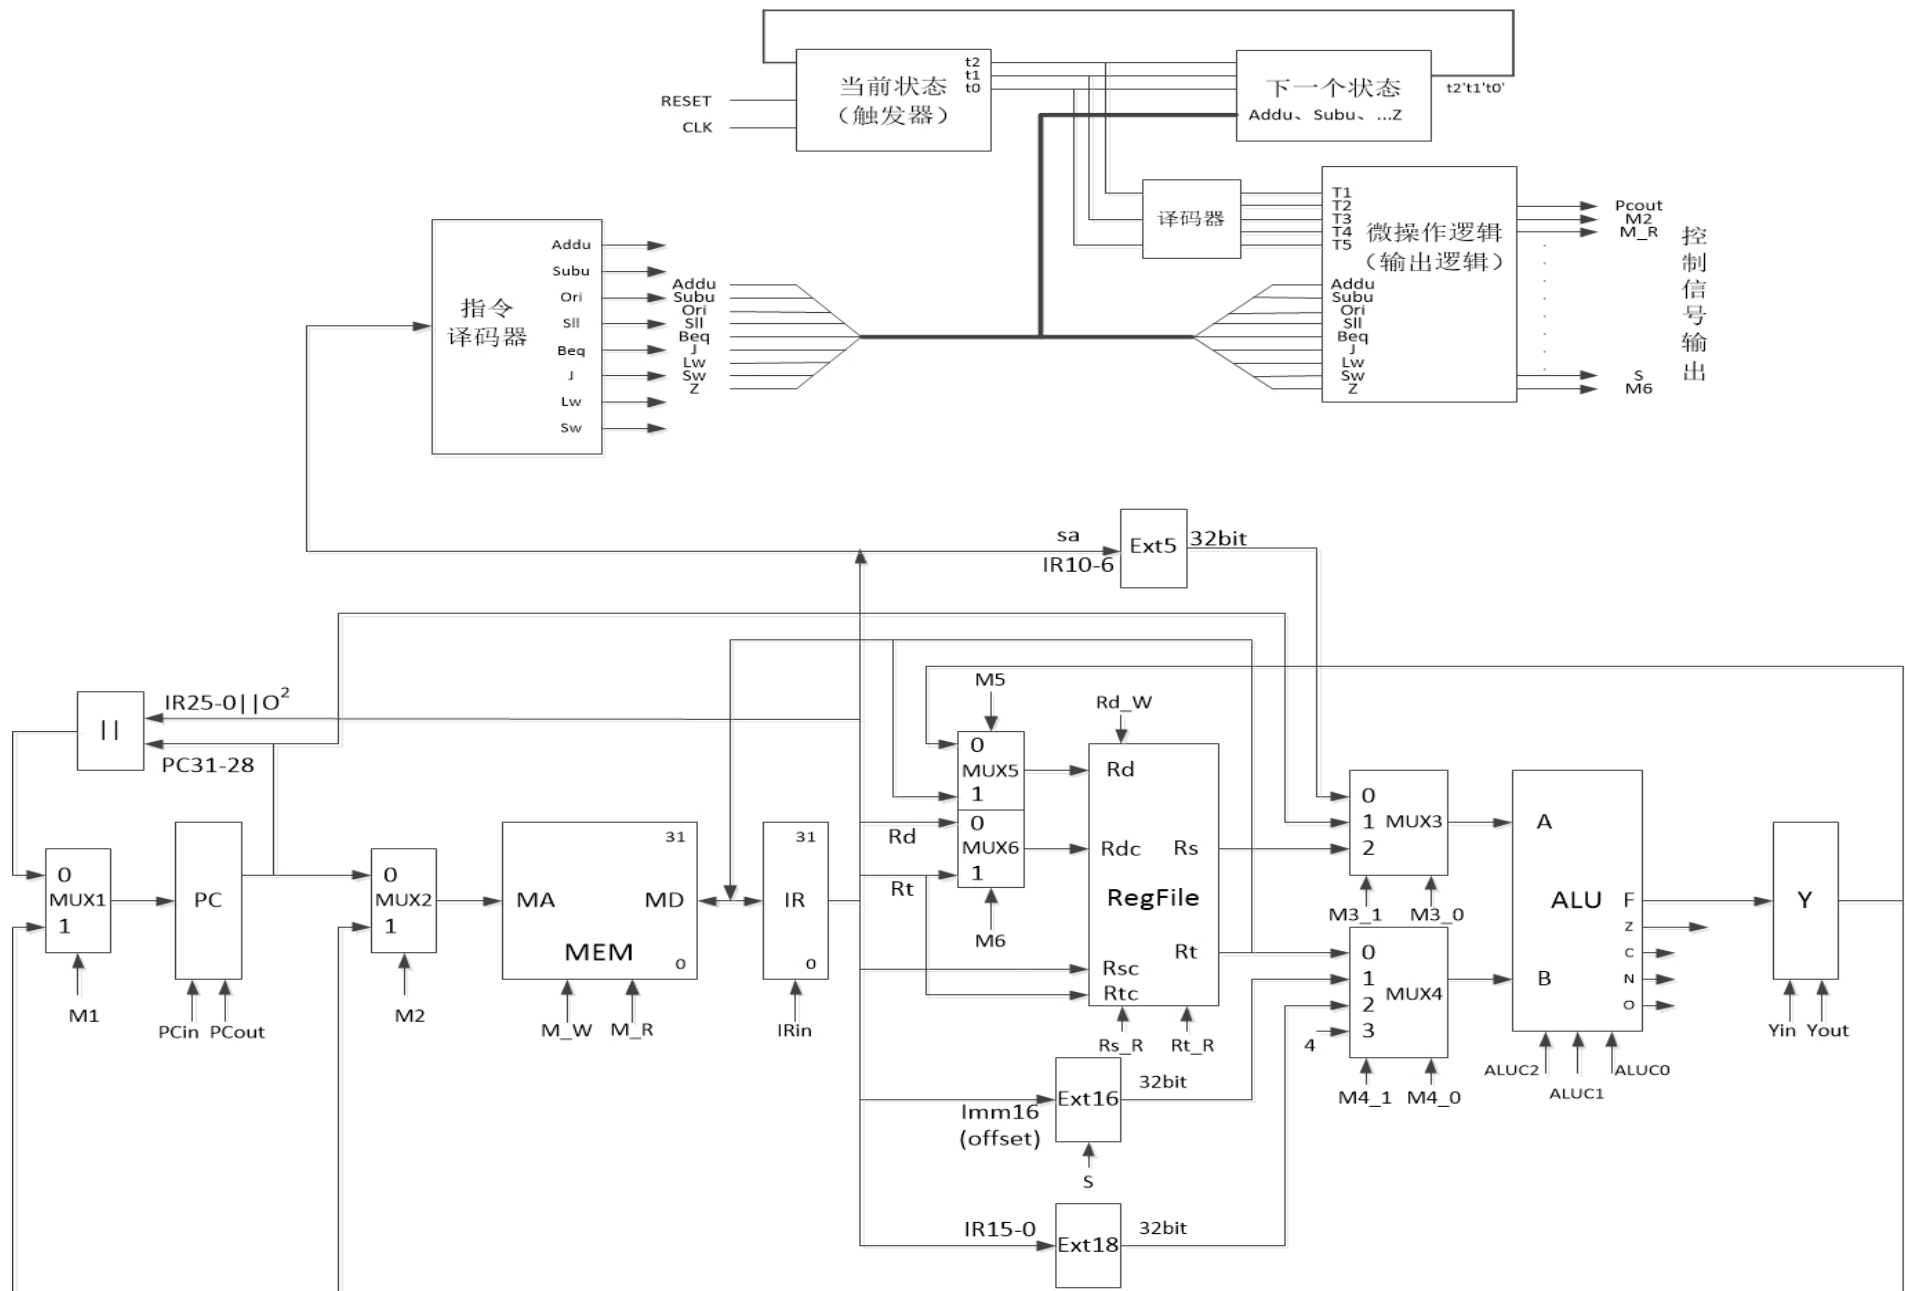 t2
t1
t0
当前状态
（触发器）
RESET
CLK
下一个状态
Addu、Subu、...Z
t2't1't0'
译码器
T1
T2
T3
T4
T5
微操作逻辑
（输出逻辑）
Addu
Subu
Ori
Sll
Beq
J
Lw
Sw
Z
Pcout
M2
M_R
S
M6
控制信号输出
指令
译码器
Addu
Subu
Ori
Sll
Beq
J
Lw
Sw
Addu
Subu
Ori
Sll
Beq
J
Lw
Sw
Z
sa
IR10-6
Ext5
32bit
||
IR25-0||O²
PC31-28
0
MUX1
1
M1
PC
PCin
PCout
0
MUX2
1
M2
MA
MD
MEM
31
0
M_W
M_R
31
IR
0
IRin
Rd
Rt
M5
0
MUX5
1
0
MUX6
1
M6
Rd_W
Rd
Rdc
Rs
RegFile
Rt
Rsc
Rtc
Rs_R
Rt_R
Imm16
(offset)
Ext16
32bit
S
IR15-0
Ext18
32bit
0
1
MUX3
2
M3_1
M3_0
0
1
MUX4
2
3
4
M4_1
M4_0
A
B
ALU
F
Z
C
N
O
ALUC2
ALUC1
ALUC0
Y
Yin
Yout